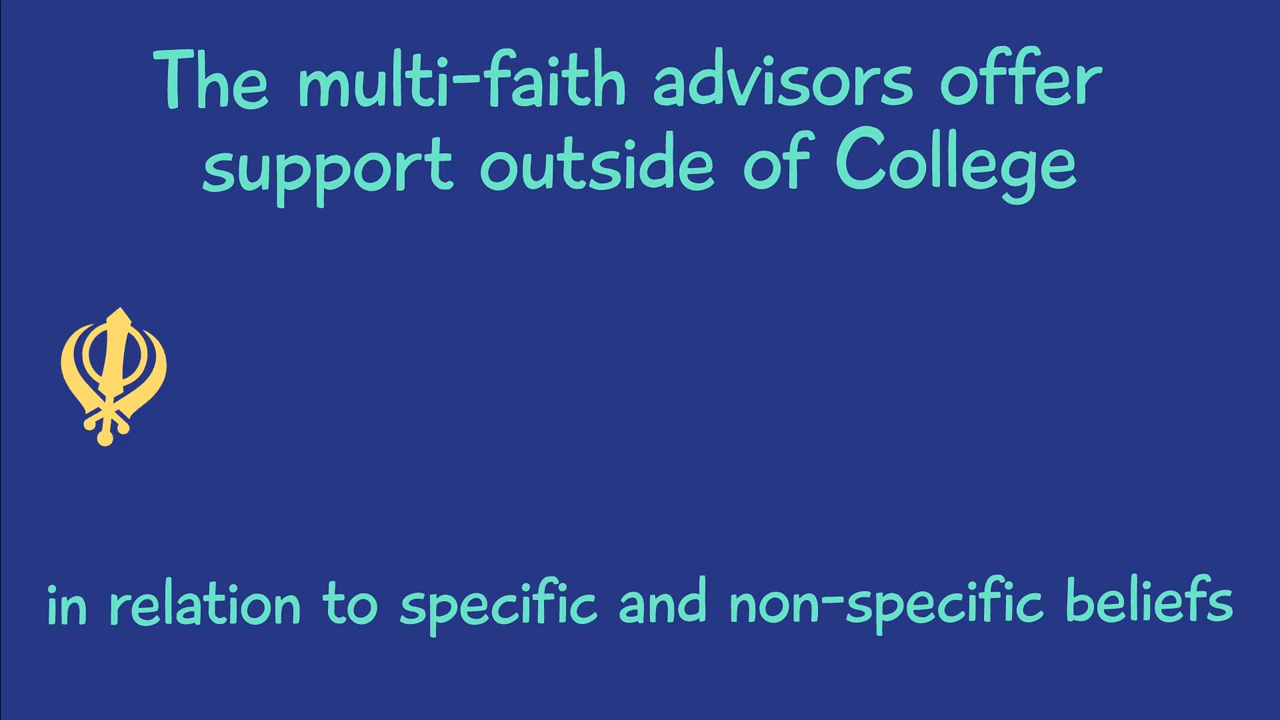 The multi-faith advisors offer
support outside of College
in relation to specific and non-specific beliefs